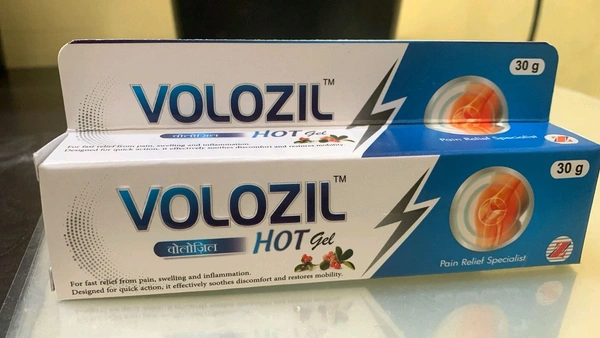 VOLOZIL™
30 g
वोलोज़िल HOT Gel
For fast relief from pain, swelling and inflammation.
Designed for quick action, it effectively soothes discomfort and restores mobility.
Pain Relief Specialist
VOLOZIL™
30 g
वोलोज़िल HOT Gel
For fast relief from pain, swelling and inflammation.
Designed for quick action, it effectively soothes discomfort and restores mobility.
Pain Relief Specialist